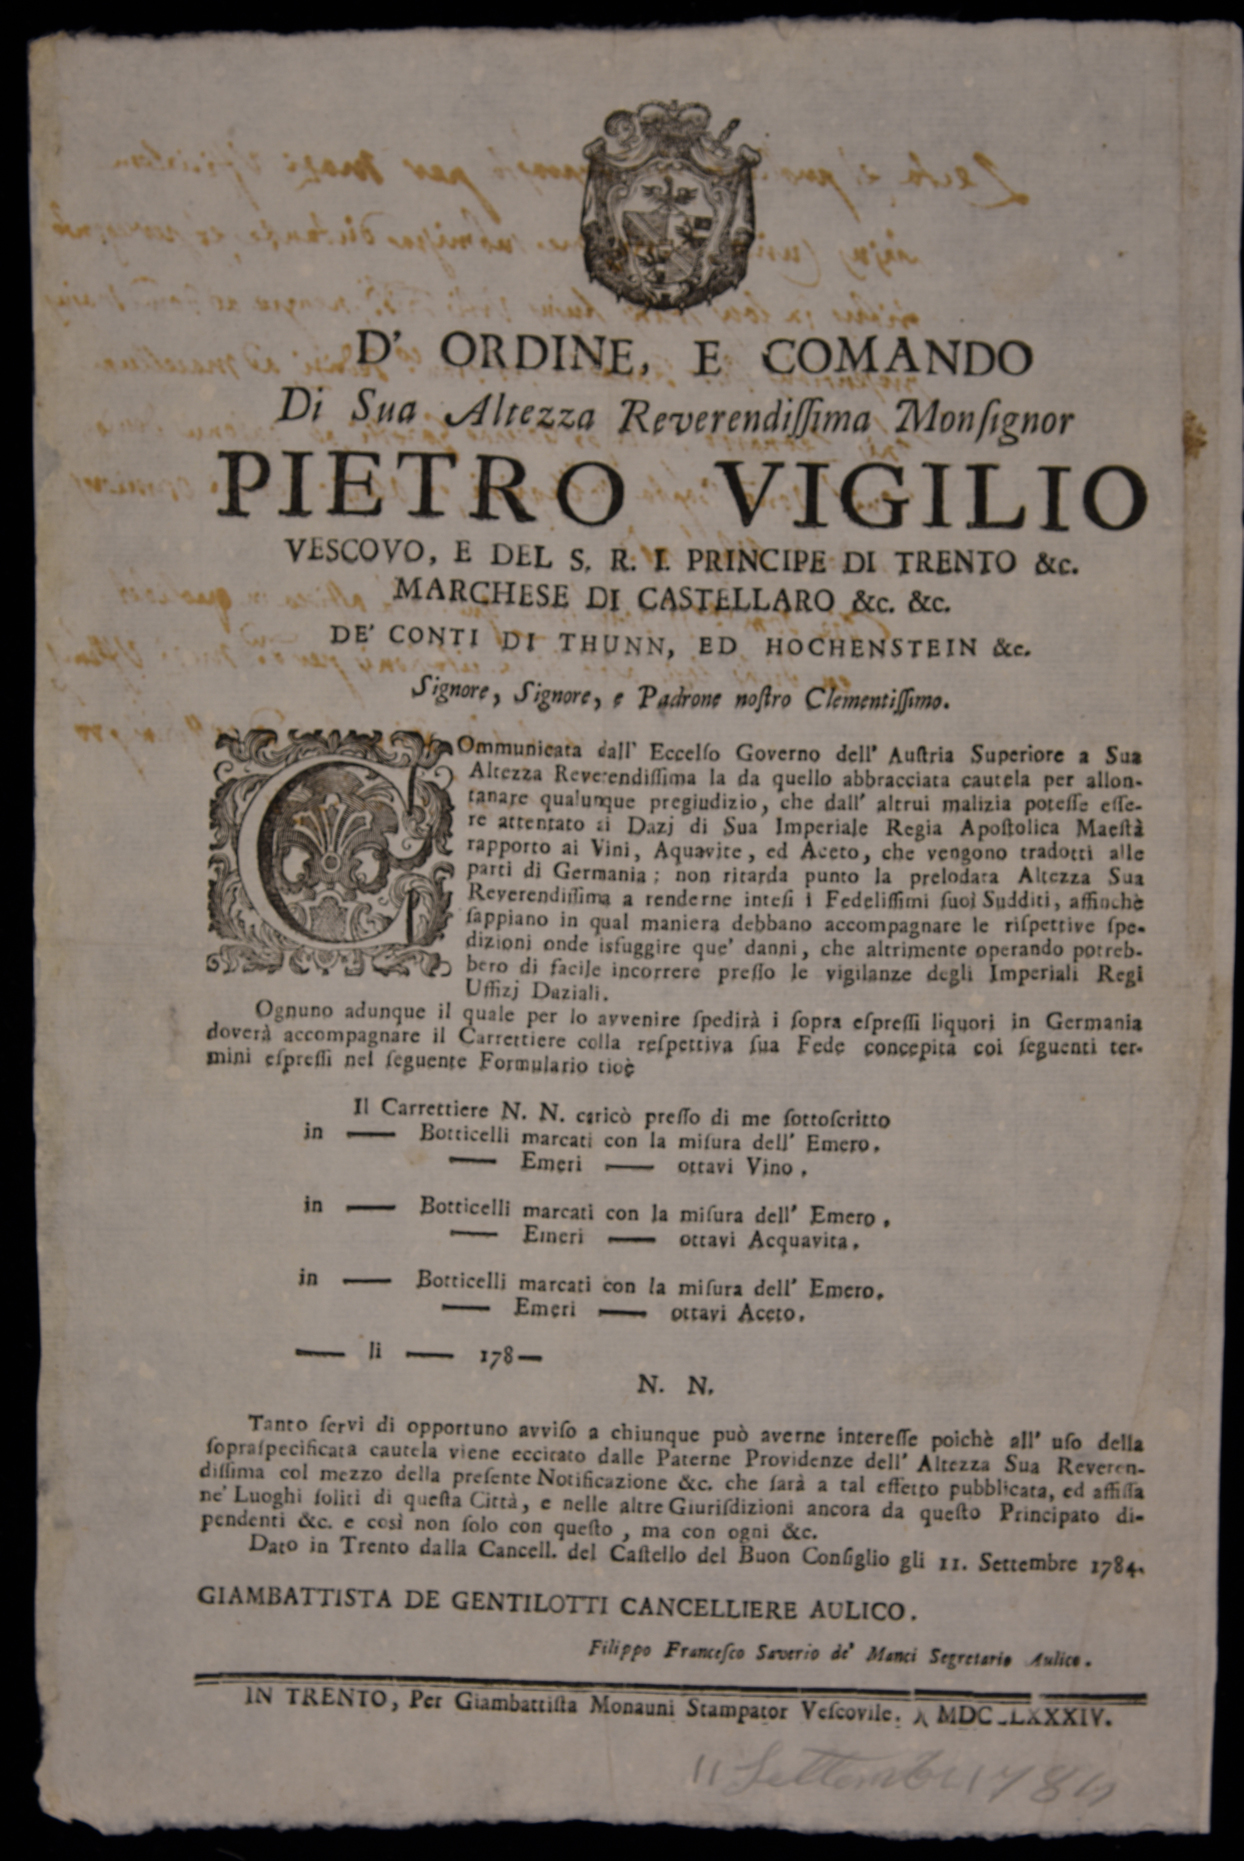 D' ORDINE, E COMANDO
Di Sua Altezza Reverendiſſima Monſignor
PIETRO VIGILIO
VESCOVO, E DEL S. R. I. PRINCIPE DI TRENTO &c.
MARCHESE DI CASTELLARO &c. &c.
DE' CONTI DI THUNN, ED HOCHENSTEIN &c.
Signore, Signore, e Padrone noſtro Clementiſſimo.
COmmunicata dall' Eccelſo Governo dell' Auſtria Superiore a Sua
Altezza Reverendiſſima la da quello abbracciata cautela per allon-
tanare qualunque pregiudizio, che dall' altrui malizia poteſſe eſſe-
re attentato ai Dazj di Sua Imperiale Regia Apoſtolica Maeſtà
rapporto ai Vini, Aquavite, ed Aceto, che vengono tradotti alle
parti di Germania; non ritarda punto la prelodata Altezza Sua
Reverendiſſima a renderne inteſi i Fedeliſſimi ſuoi Sudditi, affinchè
ſappiano in qual maniera debbano accompagnare le riſpettive ſpe-
dizioni onde isfuggire que' danni, che altrimente operando potreb-
bero di facile incorrere preſſo le vigilanze degli Imperiali Regj
Uffizj Daziali.
Ognuno adunque il quale per lo avvenire ſpedirà i ſopra eſpreſſi liquori in Germania
doverà accompagnare il Carrettiere colla reſpettiva ſua Fede concepita coi ſeguenti ter-
mini eſpreſſi nel ſeguente Formulario tioè
Il Carrettiere N. N. caricò preſſo di me ſottoſcritto
in — Botticelli marcati con la miſura dell' Emero.
— Emeri — ottavi Vino.
in — Botticelli marcati con la miſura dell' Emero.
— Emeri — ottavi Acquavita.
in — Botticelli marcati con la miſura dell' Emero.
— Emeri — ottavi Aceto.
— li — 178—
N. N.
Tanto ſervi di opportuno avviſo a chiunque può averne intereſſe poichè all' uſo della
ſopraſpecificata cautela viene eccitato dalle Paterne Providenze dell' Altezza Sua Reveren-
diſſima col mezzo della preſente Notificazione &c. che ſarà a tal effetto pubblicata, ed affiſſa
ne' Luoghi ſoliti di queſta Città, e nelle altre Giuriſdizioni ancora da queſto Principato di-
pendenti &c. e così non ſolo con queſto, ma con ogni &c.
Dato in Trento dalla Cancell. del Caſtello del Buon Conſiglio gli 11. Settembre 1784.
GIAMBATTISTA DE GENTILOTTI CANCELLIERE AULICO.
Filippo Franceſco Saverio de' Manci Segretario Aulico.
IN TRENTO, Per Giambattiſta Monauni Stampator Veſcovile. X MDCCLXXXIV.
11 Settembre 1784